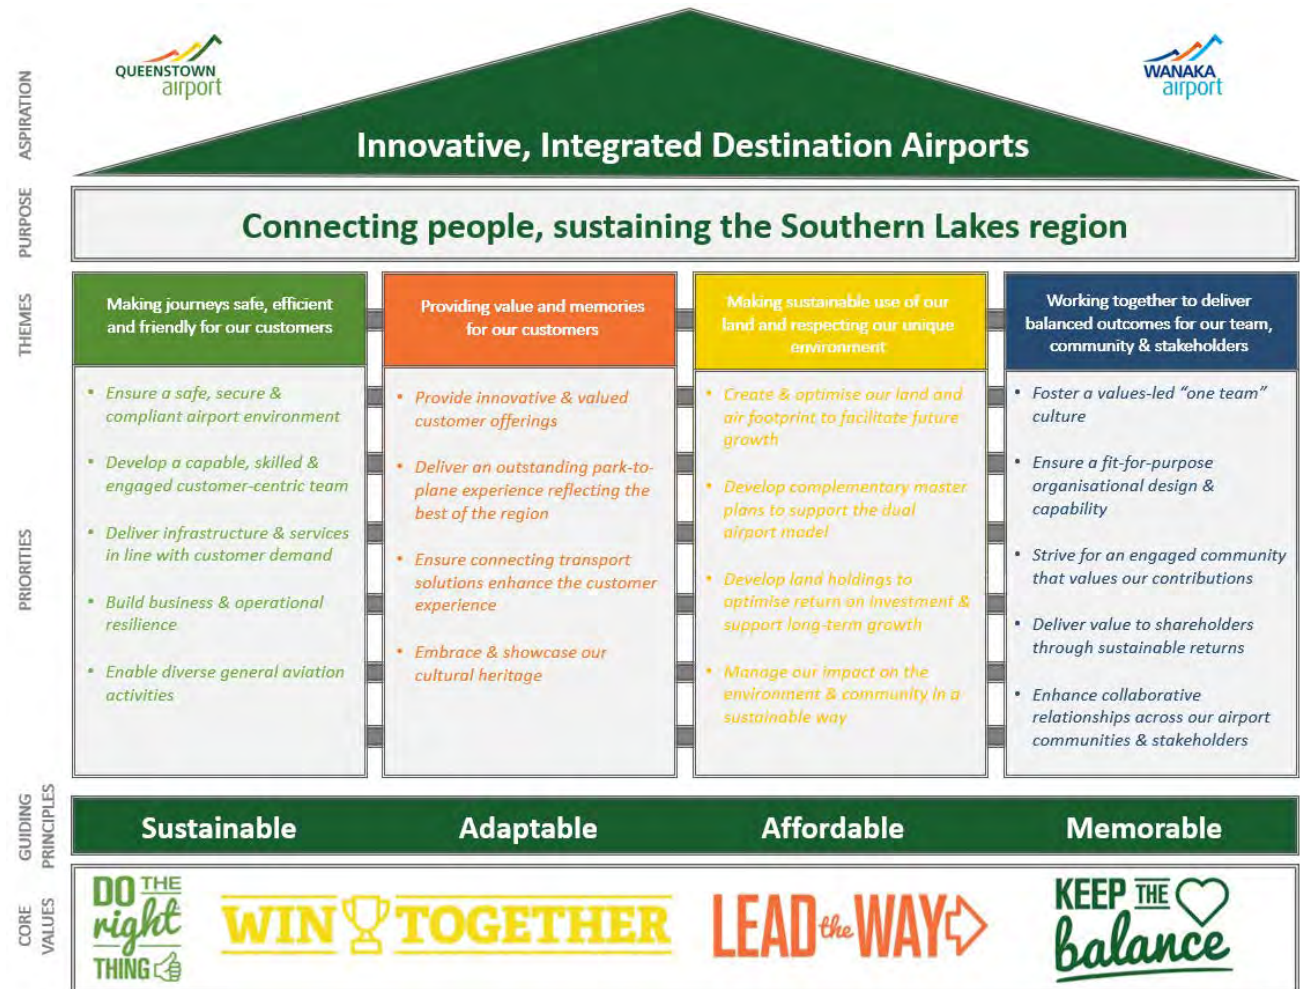 QUEENSTOWN
airport
WANAKA
airport
ASPIRATION
Innovative, Integrated Destination Airports
PURPOSE
Connecting people, sustaining the Southern Lakes region
THEMES
Making journeys safe, efficient
and friendly for our customers
Providing value and memories
for our customers
Making sustainable use of our
land and respecting our unique
environment
Working together to deliver
balanced outcomes for our team,
community & stakeholders
PRIORITIES
• Ensure a safe, secure &
compliant airport environment
• Develop a capable, skilled &
engaged customer-centric team
• Deliver infrastructure & services
in line with customer demand
• Build business & operational
resilience
• Enable diverse general aviation
activities
• Provide innovative & valued
customer offerings
• Deliver an outstanding park-to-
plane experience reflecting the
best of the region
• Ensure connecting transport
solutions enhance the customer
experience
• Embrace & showcase our
cultural heritage
• Create & optimise our land and
air footprint to facilitate future
growth
• Develop complementary master
plans to support the dual
airport model
• Develop land holdings to
optimise return on investment &
support long-term growth
• Manage our impact on the
environment & community in a
sustainable way
• Foster a values-led “one team”
culture
• Ensure a fit-for-purpose
organisational design &
capability
• Strive for an engaged community
that values our contributions
• Deliver value to shareholders
through sustainable returns
• Enhance collaborative
relationships across our airport
communities & stakeholders
GUIDING
PRINCIPLES
Sustainable
Adaptable
Affordable
Memorable
CORE
VALUES
DO THE
right
THING
WIN TOGETHER
LEAD the WAY
KEEP THE
balance